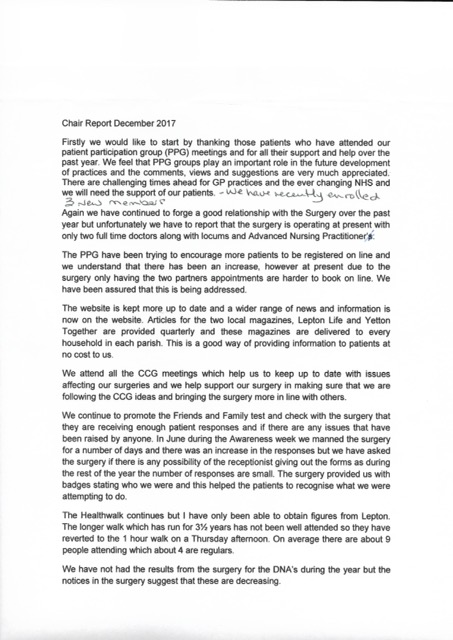 Chair Report December 2017
Firstly we would like to start by thanking those patients who have attended our
patient participation group (PPG) meetings and for all their support and help over the
past year. We feel that PPG groups play an important role in the future development
of practices and the comments, views and suggestions are very much appreciated.
There are challenging times ahead for GP practices and the ever changing NHS and
we will need the support of our patients. - we have recently enrolled
3 new members
Again we have continued to forge a good relationship with the Surgery over the past
year but unfortunately we have to report that the surgery is operating at present with
only two full time doctors along with locums and Advanced Nursing Practitioner's.
The PPG have been trying to encourage more patients to be registered on line and
we understand that there has been an increase, however at present due to the
surgery only having the two partners appointments are harder to book on line. We
have been assured that this is being addressed.
The website is kept more up to date and a wider range of news and information is
now on the website. Articles for the two local magazines, Lepton Life and Yetton
Together are provided quarterly and these magazines are delivered to every
household in each parish. This is a good way of providing information to patients at
no cost to us.
We attend all the CCG meetings which help us to keep up to date with issues
affecting our surgeries and we help support our surgery in making sure that we are
following the CCG ideas and bringing the surgery more in line with others.
We continue to promote the Friends and Family test and check with the surgery that
they are receiving enough patient responses and if there are any issues that have
been raised by anyone. In June during the Awareness week we manned the surgery
for a number of days and there was an increase in the responses but we have asked
the surgery if there is any possibility of the receptionist giving out the forms as during
the rest of the year the number of responses are small. The surgery provided us with
badges stating who we were and this helped the patients to recognise what we were
attempting to do.
The Healthwalk continues but I have only been able to obtain figures from Lepton.
The longer walk which has run for 3½ years has not been well attended so they have
reverted to the 1 hour walk on a Thursday afternoon. On average there are about 9
people attending which about 4 are regulars.
We have not had the results from the surgery for the DNA's during the year but the
notices in the surgery suggest that these are decreasing.